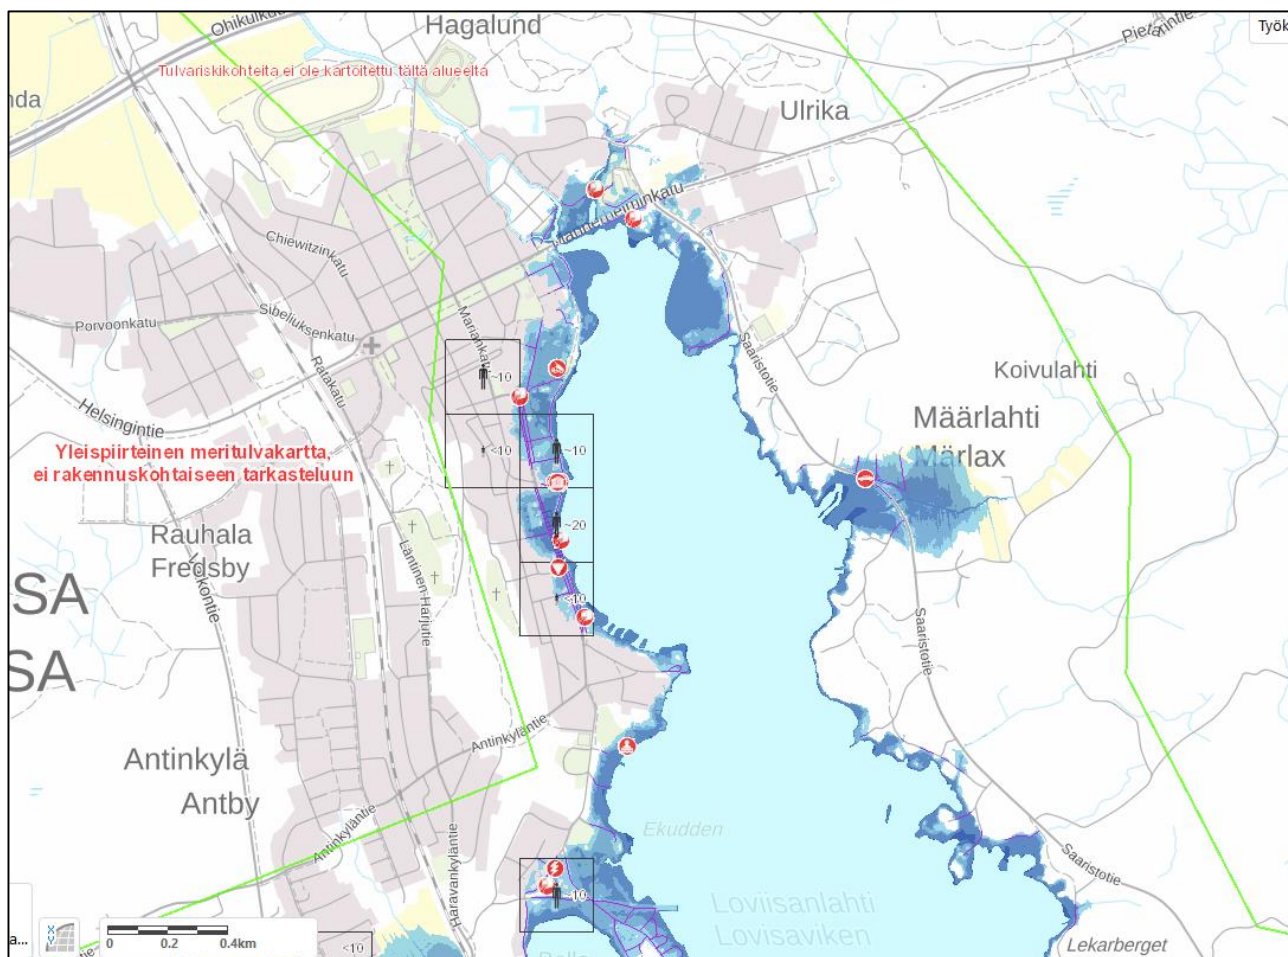 Hagalund
Ohikulku
Pie
arintie
Työk
Tulvariskikohteita ei ole kartoitettu tältä alueelta
nda
Ulrika
Chiewitzinkatu
Porvoonkatu
Sibeliuksenkatu
Mariankatu
Ratakatu
Saaristotie
Koivulahti
~10
Helsingintie
Määrlahti
Märlax
Yleispiirteinen meritulvakartta,
ei rakennuskohtaiseen tarkasteluun
<10
~10
~20
Rauhala
Fredsby
Läntinen Harjutie
SA
SA
<10
Saaristotie
Antinkylä
Antby
Antinkyläntie
Antinkyläntie
Haravankyläntie
Ekudden
Saaristotie
~10
Loviisanlahti
Lovisaviken
Lekarberget
a...
X
Y
0 0.2 0.4km
<10